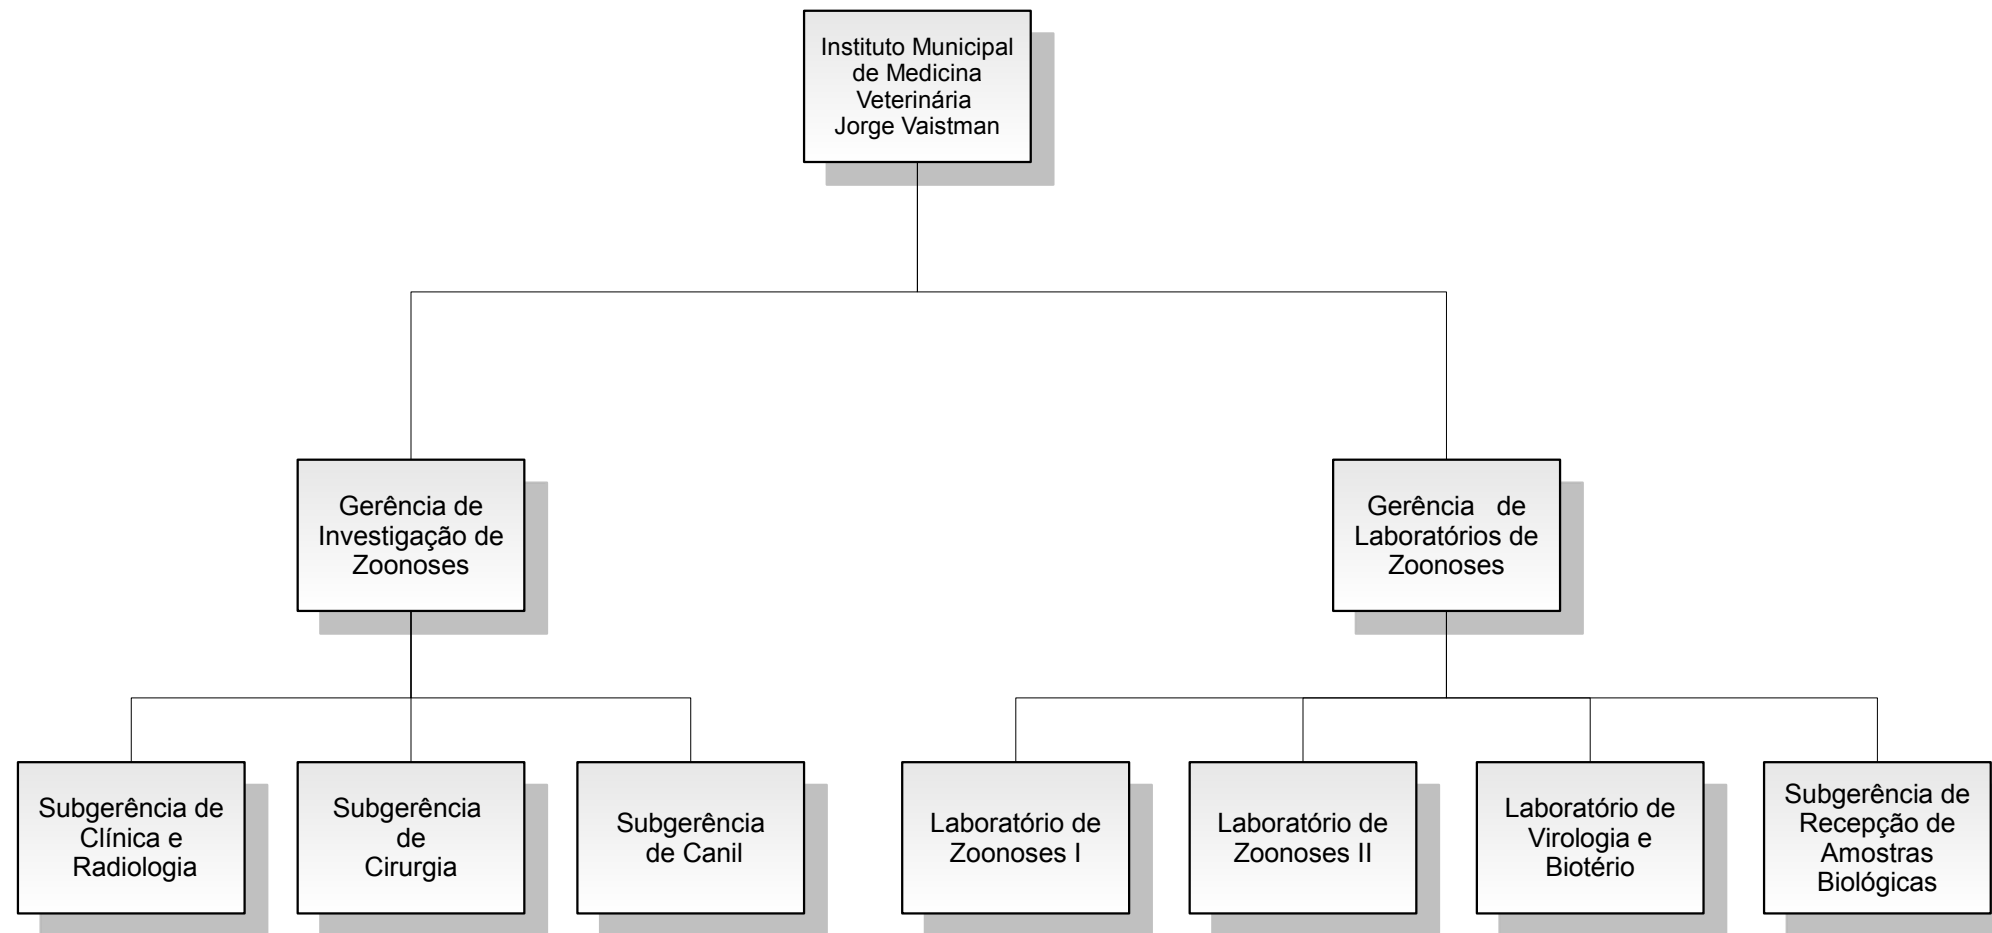 Instituto Municipal
de Medicina
Veterinária
Jorge Vaistman
Gerência de
Investigação de
Zoonoses
Gerência de
Laboratórios de
Zoonoses
Subgerência de
Clínica e
Radiologia
Subgerência
de
Cirurgia
Subgerência
de Canil
Laboratório de
Zoonoses I
Laboratório de
Zoonoses II
Laboratório de
Virologia e
Biotério
Subgerência de
Recepção de
Amostras
Biológicas